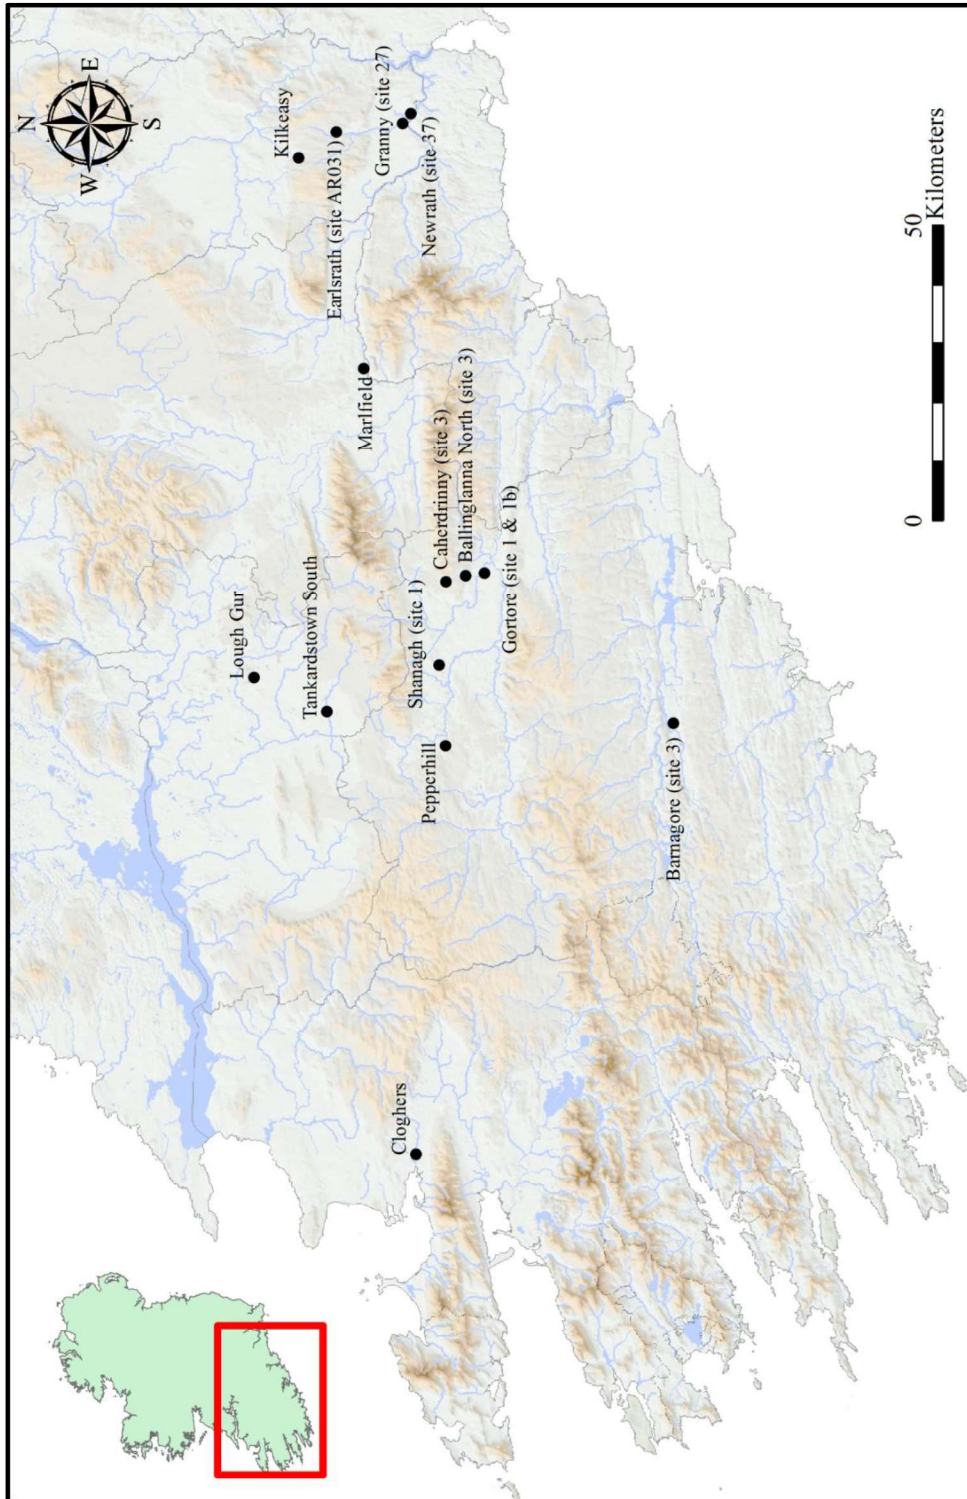 N
E
S
W
Kilkeasy
Earlsrath (site AR031)
Granny (site 27)
Newrath (site 37)
Marlfield
Lough Gur
Tankardstown South
Caherdrinny (site 3)
Ballinglanna North (site 3)
Shanagh (site 1)
Gortore (site 1 & 1b)
Pepperhill
Barnagore (site 3)
Cloghers
0
50
Kilometers